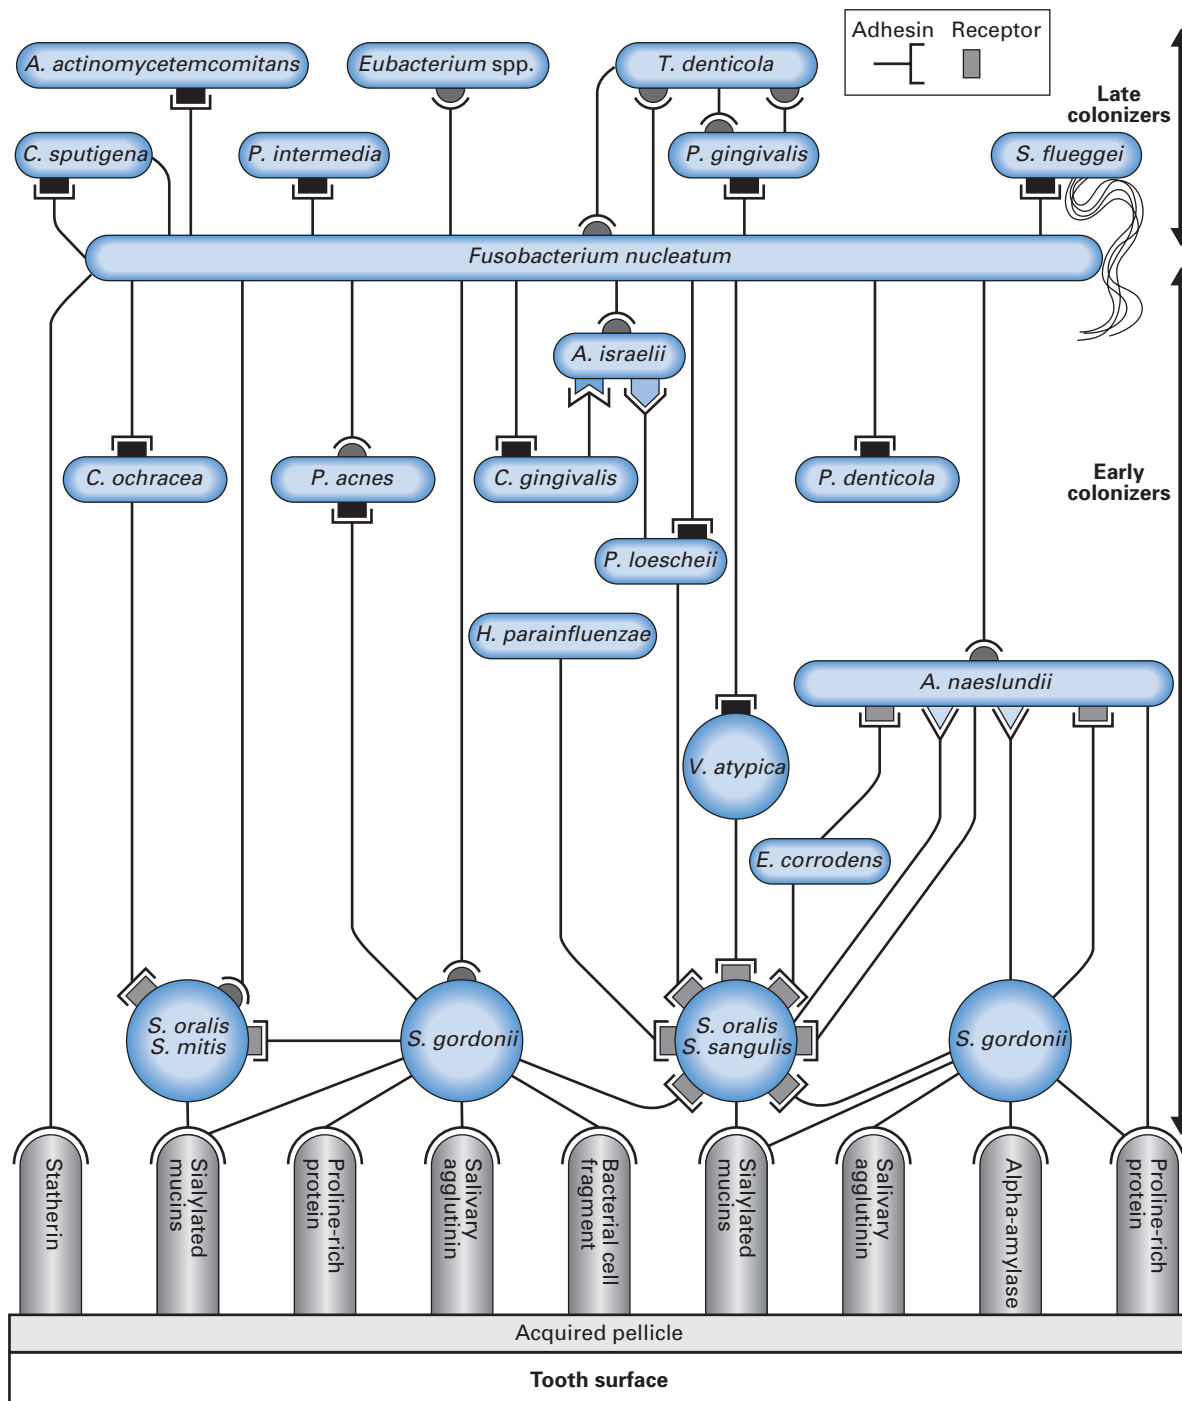 Adhesin
Receptor
A. actinomycetemcomitans
Eubacterium spp.
T. denticola
Late
colonizers
C. sputigena
P. intermedia
P. gingivalis
S. flueggei
Fusobacterium nucleatum
A. israelii
C. ochracea
P. acnes
C. gingivalis
P. denticola
Early
colonizers
P. loescheii
H. parainfluenzae
A. naeslundii
V. atypica
E. corrodens
S. oralis
S. mitis
S. gordonii
S. oralis
S. sangulis
S. gordonii
Statherin
Sialylated
mucins
Proline-rich
protein
Salivary
agglutinin
Bacterial cell
fragment
Sialylated
mucins
Salivary
agglutinin
Alpha-amylase
Proline-rich
protein
Acquired pellicle
Tooth surface